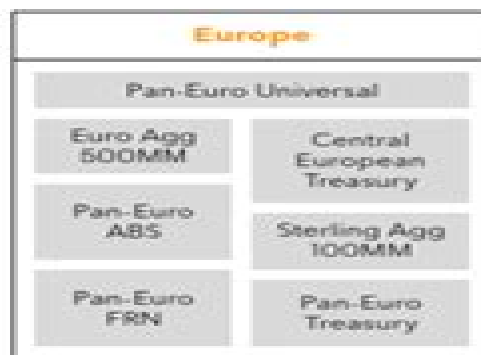 Europe
Pan-Euro Universal
Euro Agg
500MM
Pan-Euro
ABS
Pan-Euro
FRN
Central
European
Treasury
Sterling Agg
100MM
Pan-Euro
Treasury